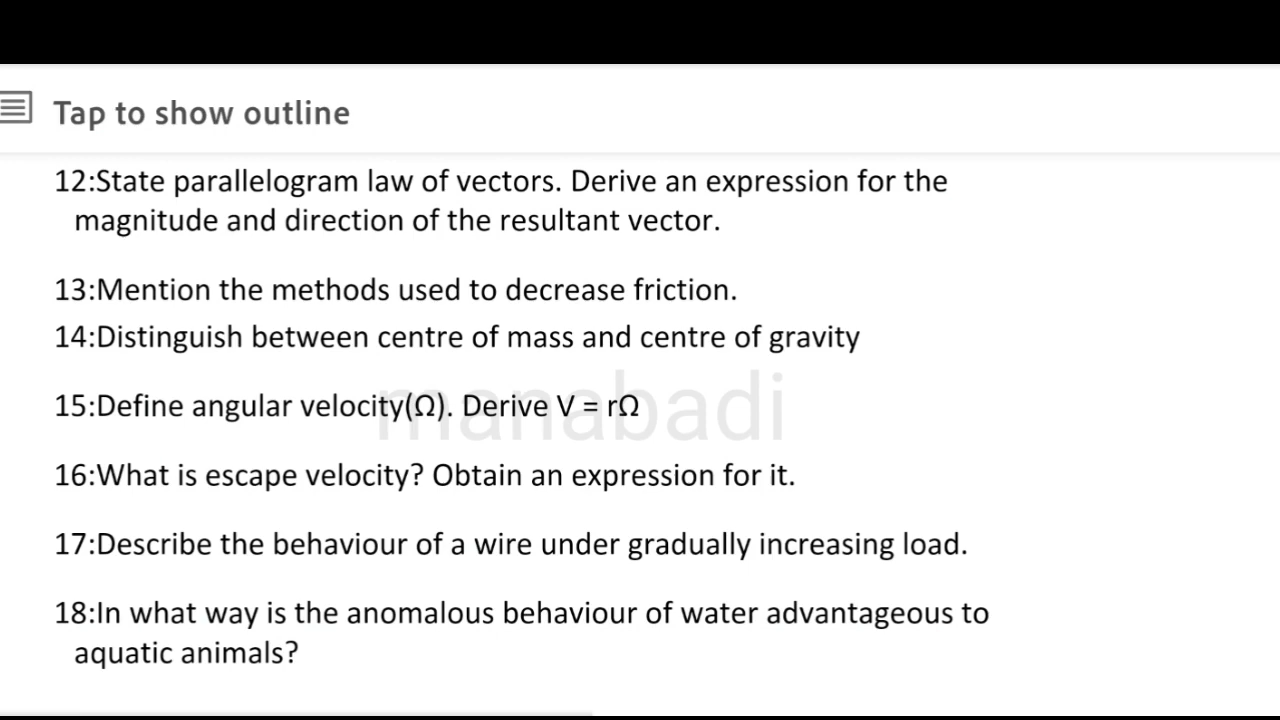 Tap to show outline
12:State parallelogram law of vectors. Derive an expression for the
magnitude and direction of the resultant vector.
13:Mention the methods used to decrease friction.
14:Distinguish between centre of mass and centre of gravity
manabadi
15:Define angular velocity(Ω). Derive V = rΩ
16:What is escape velocity? Obtain an expression for it.
17:Describe the behaviour of a wire under gradually increasing load.
18:In what way is the anomalous behaviour of water advantageous to
aquatic animals?